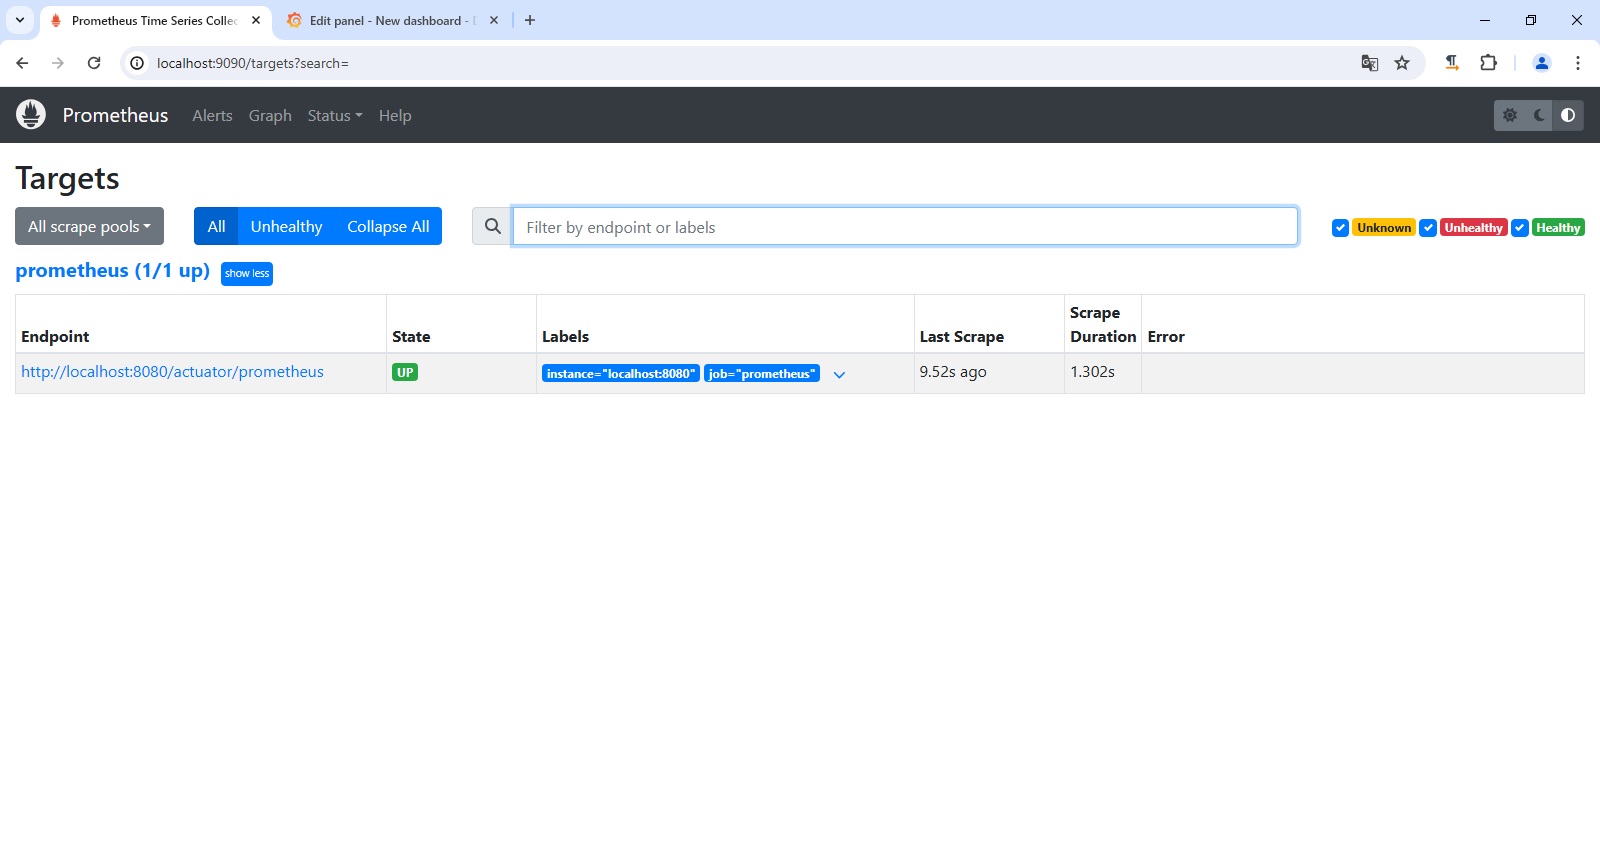 Prometheus Time Series Collec
Edit panel - New dashboard -
localhost:9090/targets?search=
Prometheus Alerts Graph Status Help
Targets
All scrape pools All Unhealthy Collapse All Filter by endpoint or labels Unknown Unhealthy Healthy
prometheus (1/1 up) show less
Endpoint State Labels Last Scrape Scrape Duration Error
http://localhost:8080/actuator/prometheus UP instance="localhost:8080" job="prometheus" 9.52s ago 1.302s